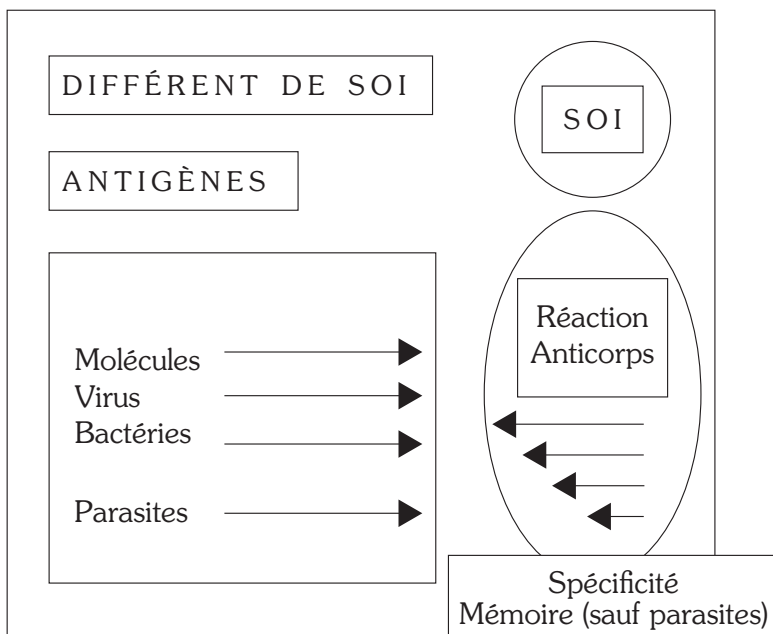 DIFFÉRENT DE SOI
SOI
ANTIGÈNES
Réaction
Anticorps
Molécules
Virus
Bactéries
Parasites
Spécificité
Mémoire (sauf parasites)